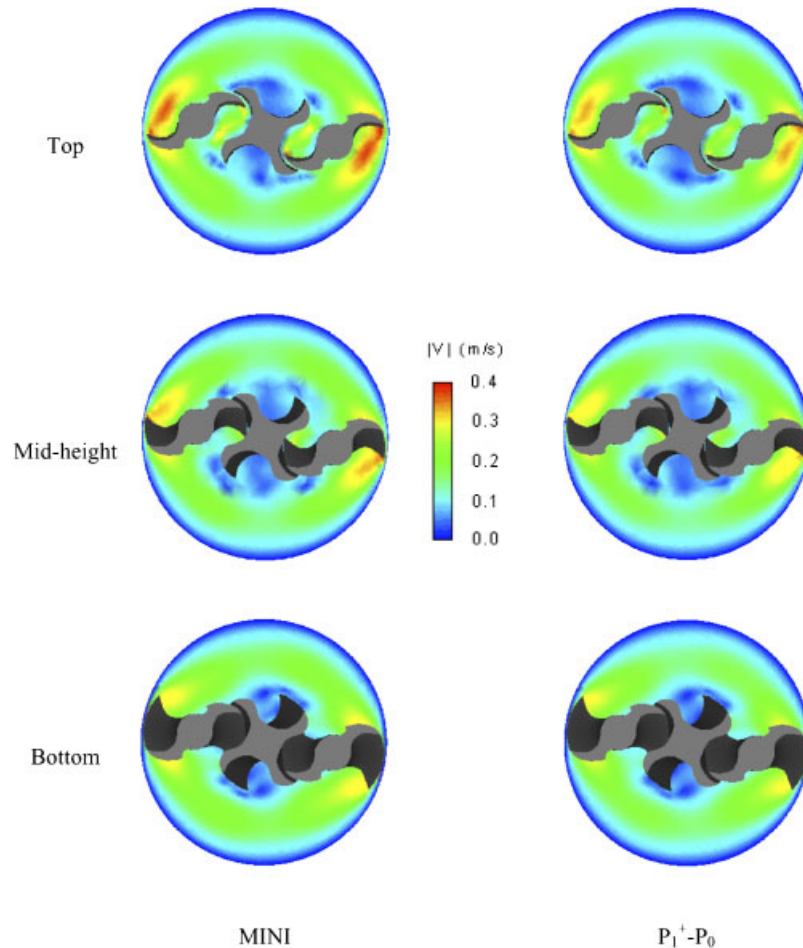 Top
|V| (m/s)
0.4
Mid-height
0.3
0.2
0.1
0.0
Bottom
MINI
P₁⁺-P₀